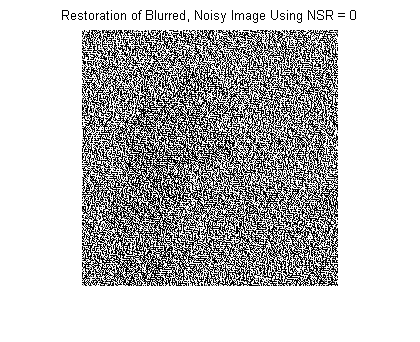 Restoration of Blurred, Noisy Image Using NSR = 0